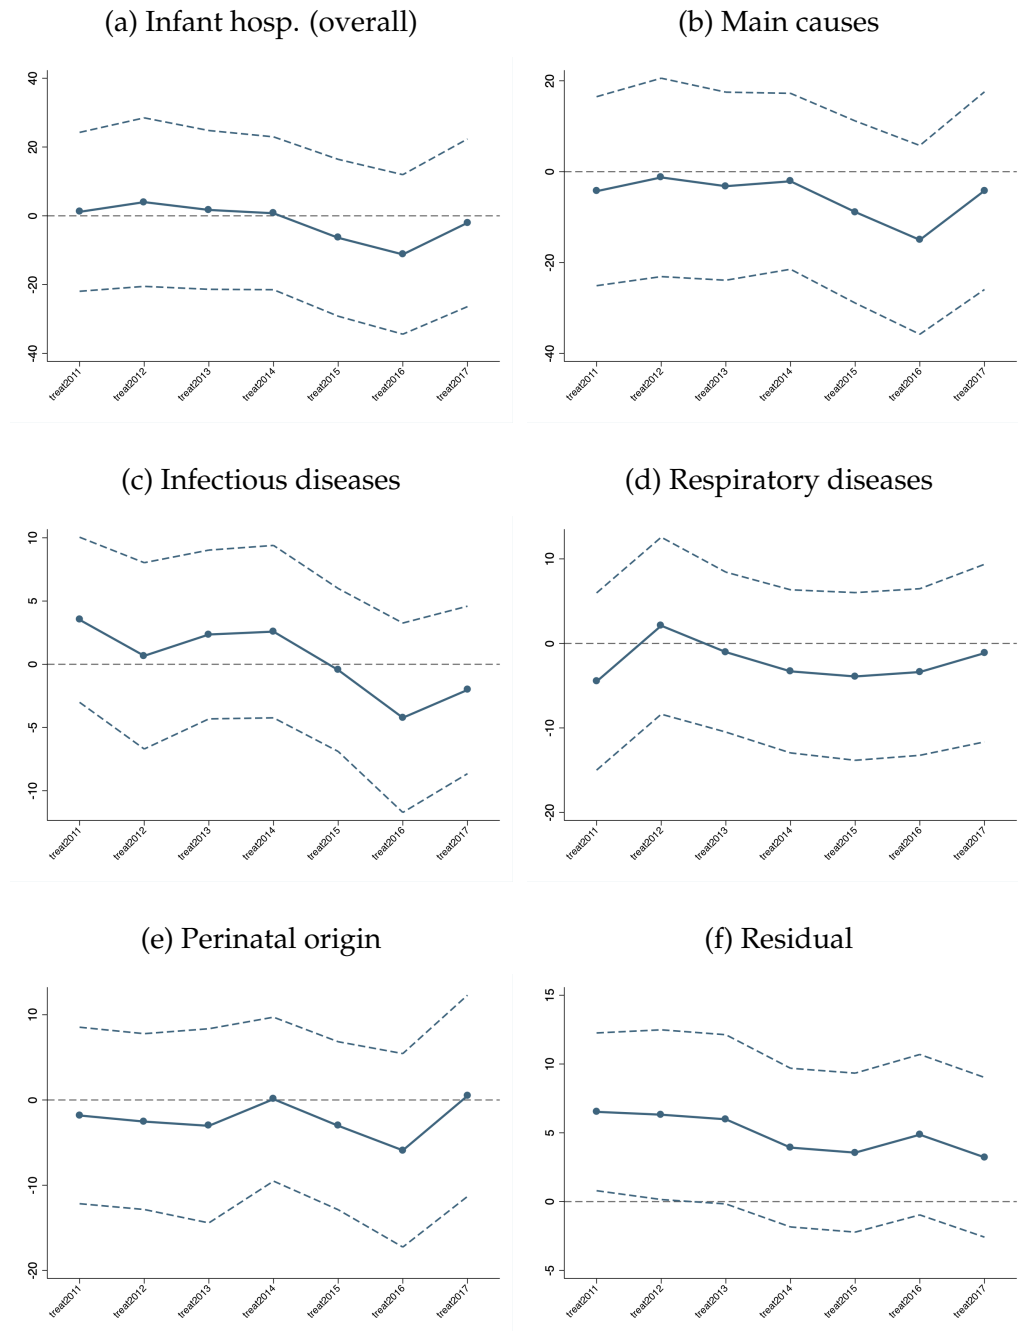 (a) Infant hosp. (overall)
40
20
0
-20
-40
treat2011
treat2012
treat2013
treat2014
treat2015
treat2016
treat2017
(b) Main causes
20
0
-20
-40
treat2011
treat2012
treat2013
treat2014
treat2015
treat2016
treat2017
(c) Infectious diseases
10
5
0
-5
-10
treat2011
treat2012
treat2013
treat2014
treat2015
treat2016
treat2017
(d) Respiratory diseases
10
0
-10
-20
treat2011
treat2012
treat2013
treat2014
treat2015
treat2016
treat2017
(e) Perinatal origin
10
0
-10
-20
treat2011
treat2012
treat2013
treat2014
treat2015
treat2016
treat2017
(f) Residual
15
10
5
0
-5
treat2011
treat2012
treat2013
treat2014
treat2015
treat2016
treat2017